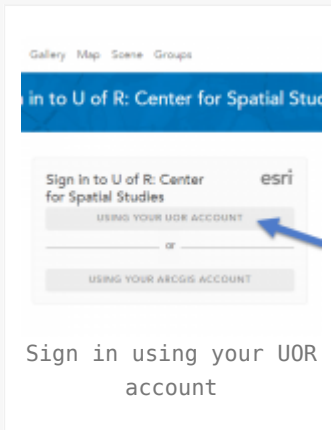 Gallery Map Scene Groups
in to U of R: Center for Spatial Stud
Sign in to U of R: Center
for Spatial Studies
esri
USING YOUR UOR ACCOUNT
or
USING YOUR ARCGIS ACCOUNT
Sign in using your UOR
account